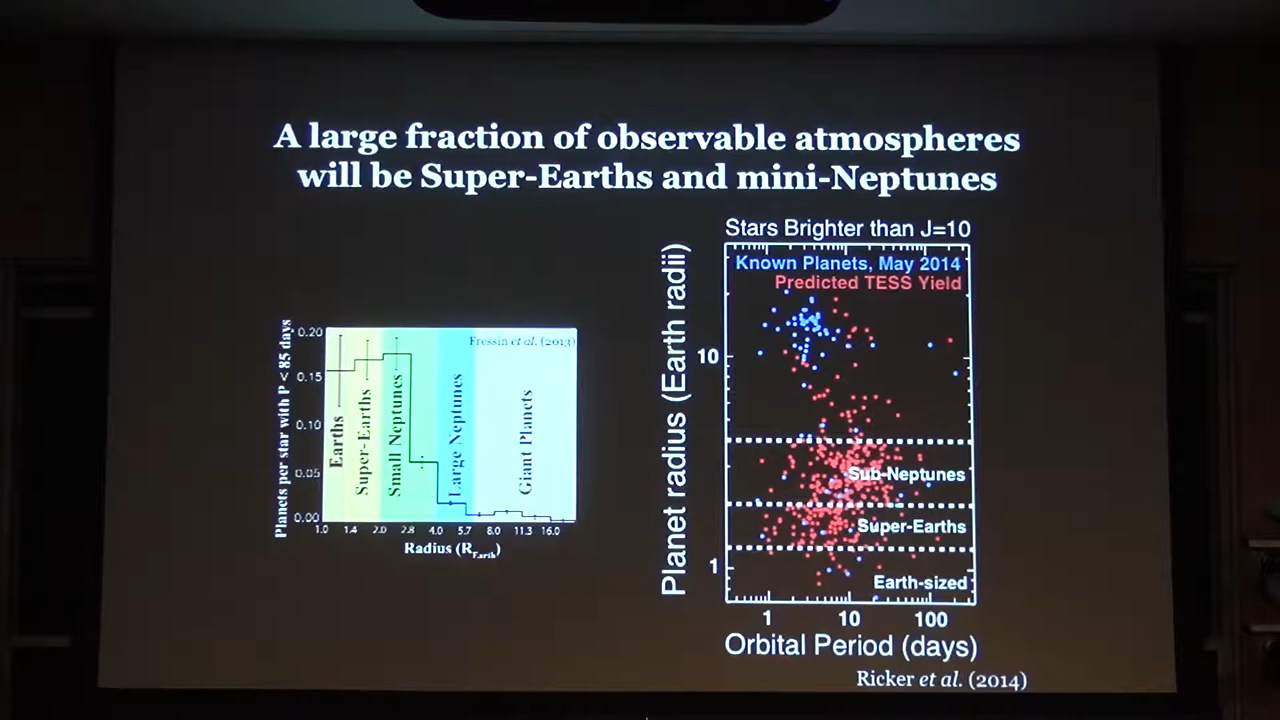 A large fraction of observable atmospheres
will be Super-Earths and mini-Neptunes
Planets per star with P < 85 days
0.20
0.15
0.10
0.05
0.00
Fressin et al. (2013)
Earths
Super-Earths
Small Neptunes
Large Neptunes
Giant Planets
1.0 1.4 2.0 2.8 4.0 5.7 8.0 11.3 16.0
Radius (R_Earth)
Stars Brighter than J=10
Planet radius (Earth radii)
Known Planets, May 2014
Predicted TESS Yield
10
Sub-Neptunes
Super-Earths
1
Earth-sized
1 10 100
Orbital Period (days)
Ricker et al. (2014)